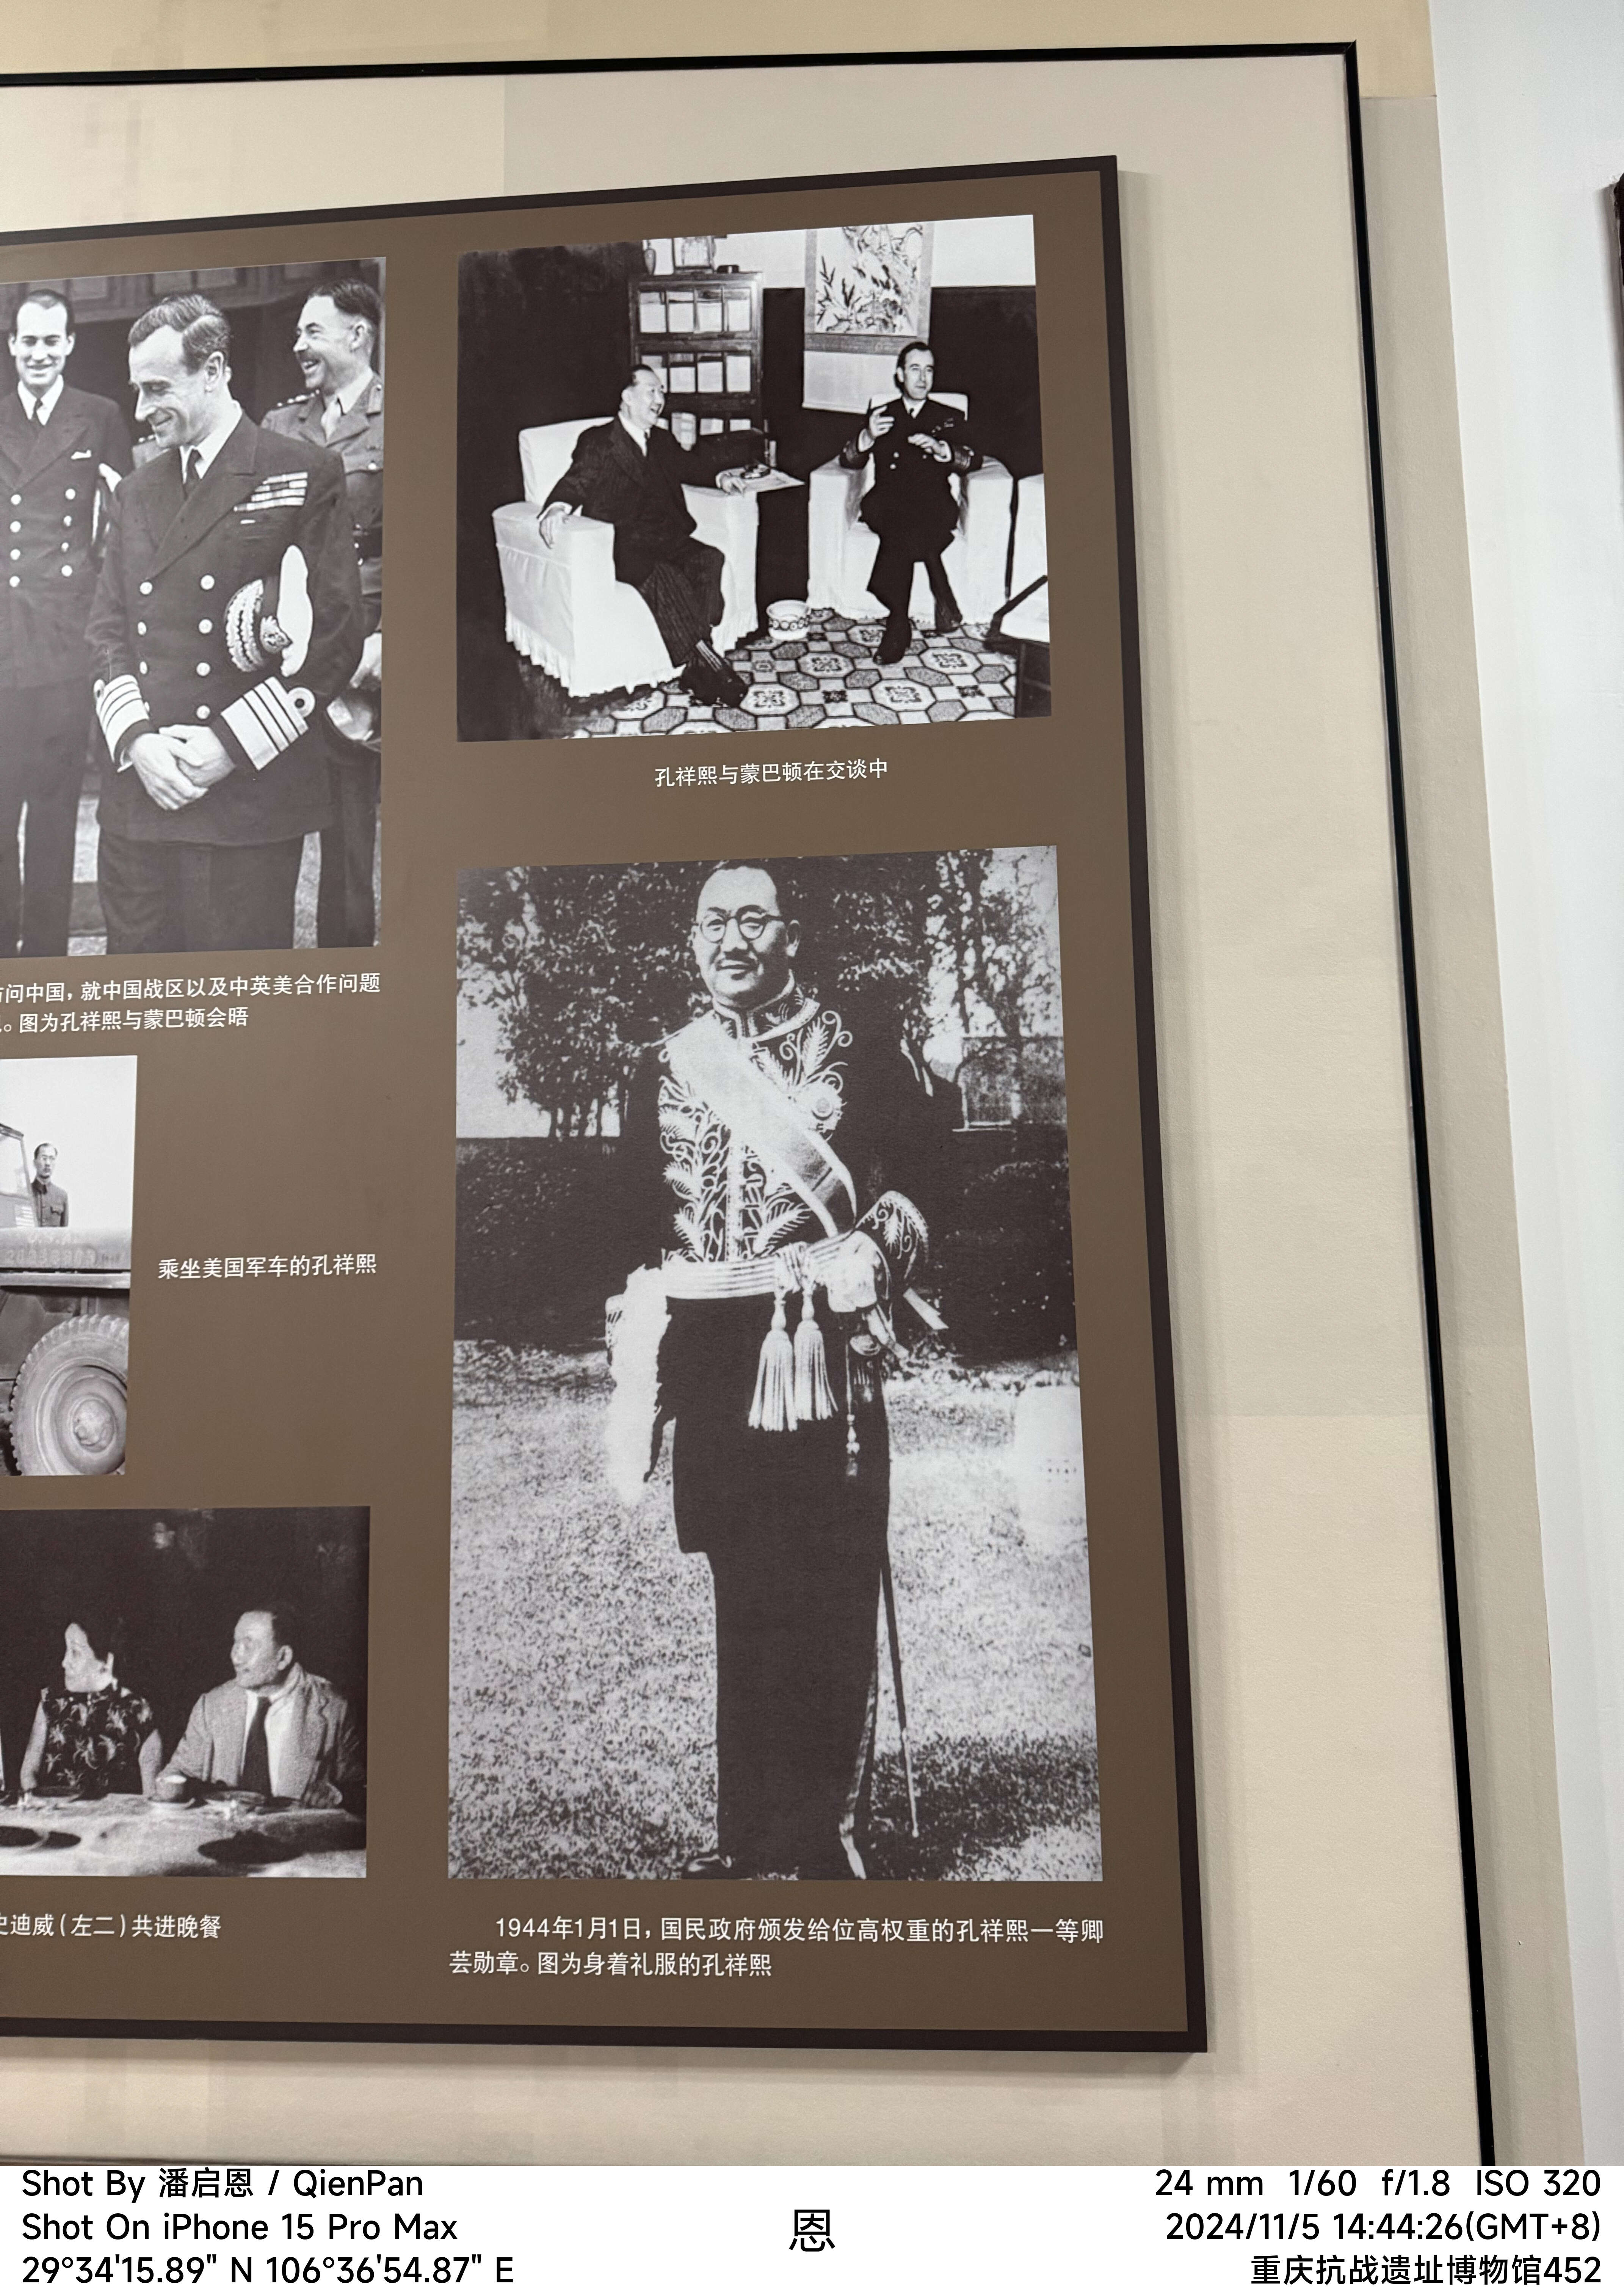 孔祥熙与蒙巴顿在交谈中
问中国，就中国战区以及中英美合作问题
。图为孔祥熙与蒙巴顿会晤
乘坐美国军车的孔祥熙
史迪威（左二）共进晚餐
1944年1月1日，国民政府颁发给位高权重的孔祥熙一等卿
芸勋章。图为身着礼服的孔祥熙
Shot By 潘启恩 / QienPan
Shot On iPhone 15 Pro Max
29°34'15.89" N 106°36'54.87" E
恩
24 mm 1/60 f/1.8 ISO 320
2024/11/5 14:44:26(GMT+8)
重庆抗战遗址博物馆452